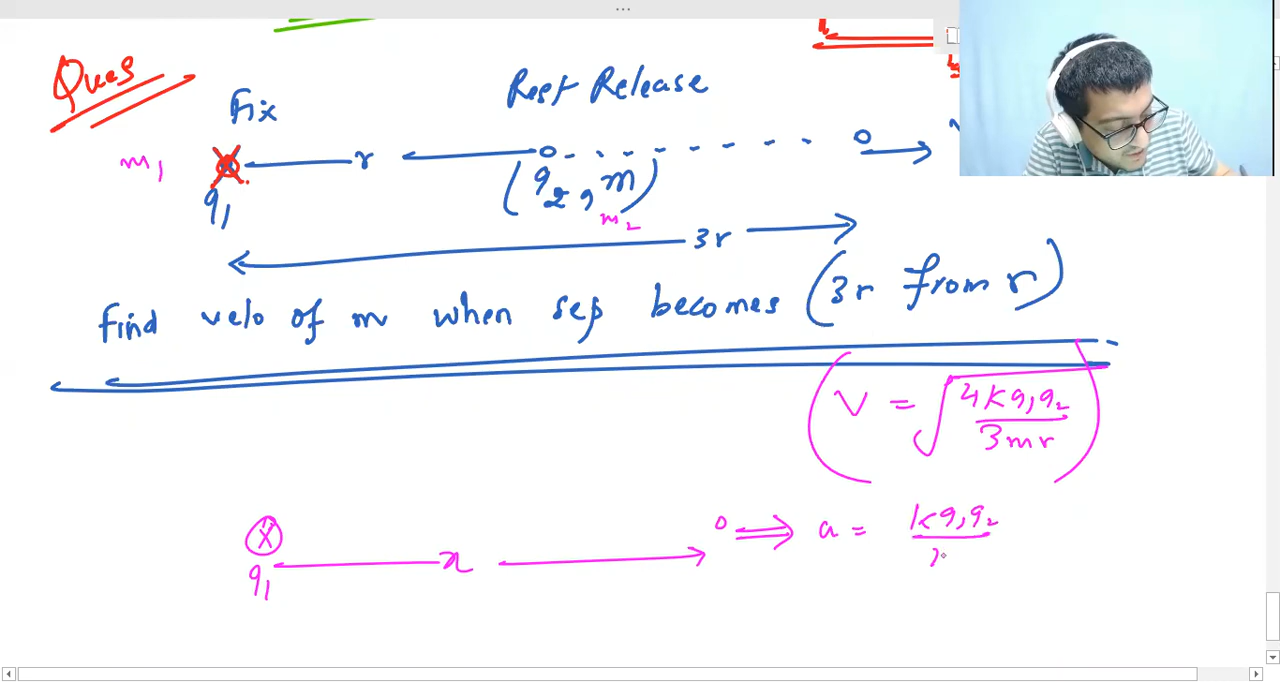 Ques
Fix
Rest Release
m1
r
q1
(q2, m)
m2
3r
find velo of m when sep becomes (3r from r)
(V = √(4kq1q2/3mr))
x
q1
a = kq1q2